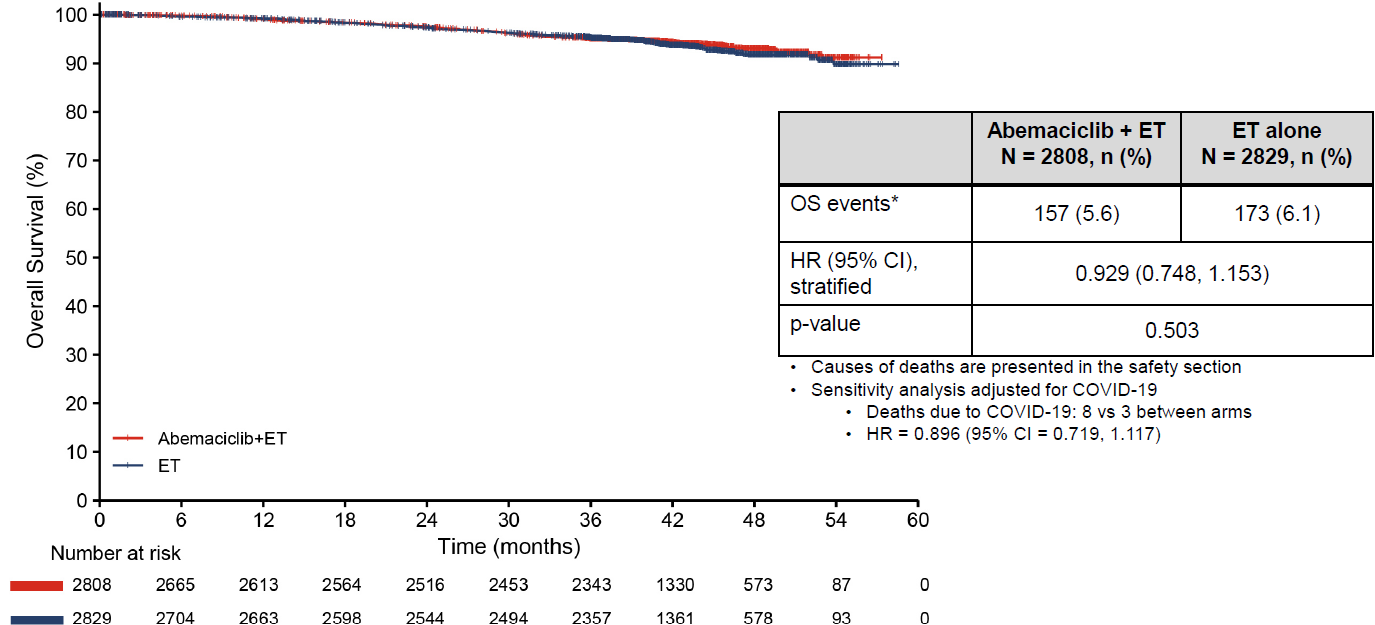 100
90
80
70
60
50
40
30
20
10
0
Overall Survival (%)
Abemaciclib+ET
ET
0 6 12 18 24 30 36 42 48 54 60
Time (months)
Number at risk
2808 2665 2613 2564 2516 2453 2343 1330 573 87 0
2829 2704 2663 2598 2544 2494 2357 1361 578 93 0
Abemaciclib + ET ET alone
N = 2808, n (%) N = 2829, n (%)
OS events* 157 (5.6) 173 (6.1)
HR (95% CI),
stratified 0.929 (0.748, 1.153)
p-value 0.503
• Causes of deaths are presented in the safety section
• Sensitivity analysis adjusted for COVID-19
• Deaths due to COVID-19: 8 vs 3 between arms
• HR = 0.896 (95% CI = 0.719, 1.117)